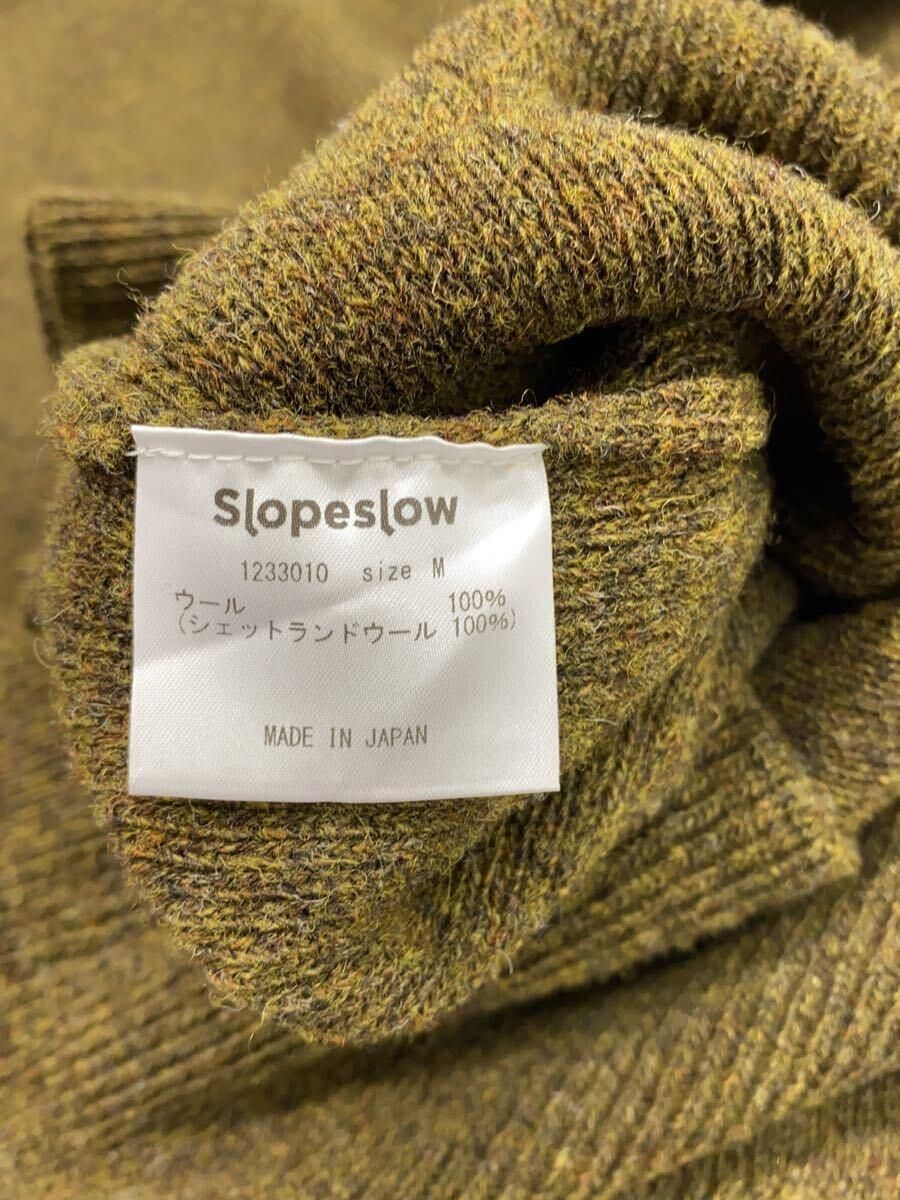 Slopeslow
1233010 size M
ウール 100%
(シェットランドウール 100%)
MADE IN JAPAN